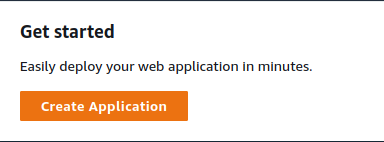 Get started
Easily deploy your web application in minutes.
Create Application